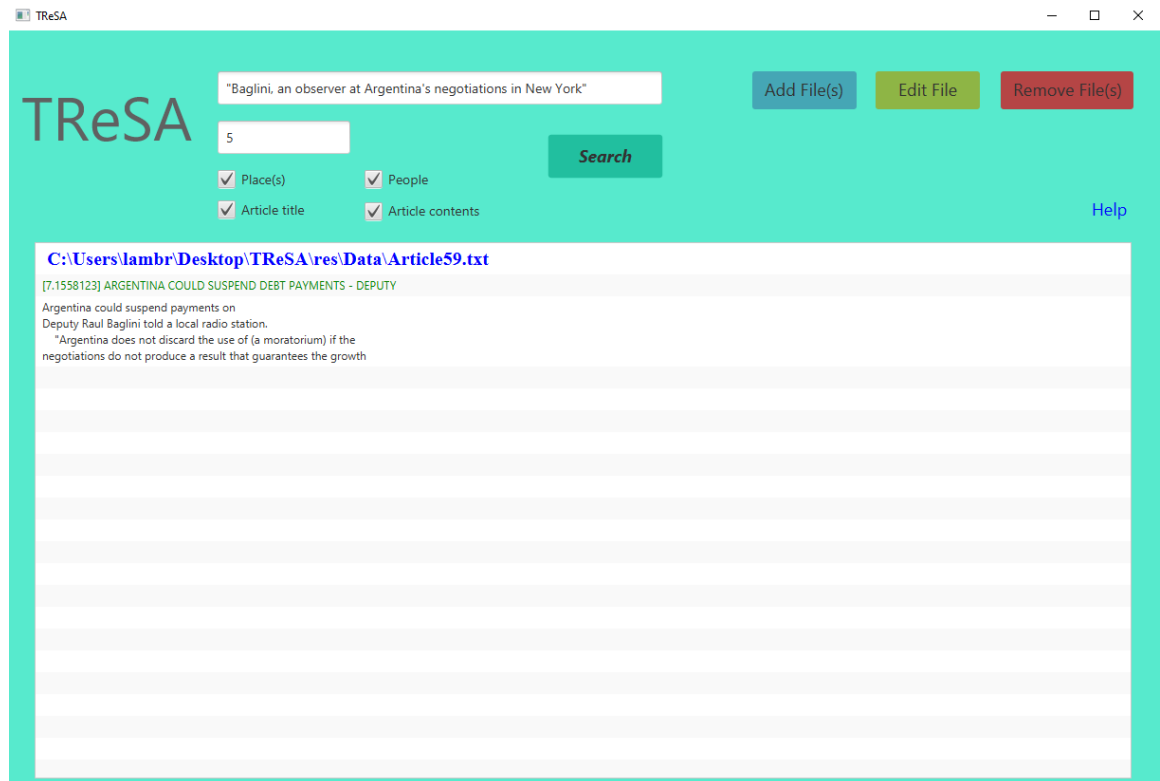 TReSA
TReSA
"Baglini, an observer at Argentina's negotiations in New York"
Add File(s)
Edit File
Remove File(s)
5
Search
Place(s)
People
Article title
Article contents
Help
C:\Users\lambr\Desktop\TReSA\res\Data\Article59.txt
[7.1558123] ARGENTINA COULD SUSPEND DEBT PAYMENTS - DEPUTY
Argentina could suspend payments on
Deputy Raul Baglini told a local radio station.
"Argentina does not discard the use of (a moratorium) if the
negotiations do not produce a result that guarantees the growth